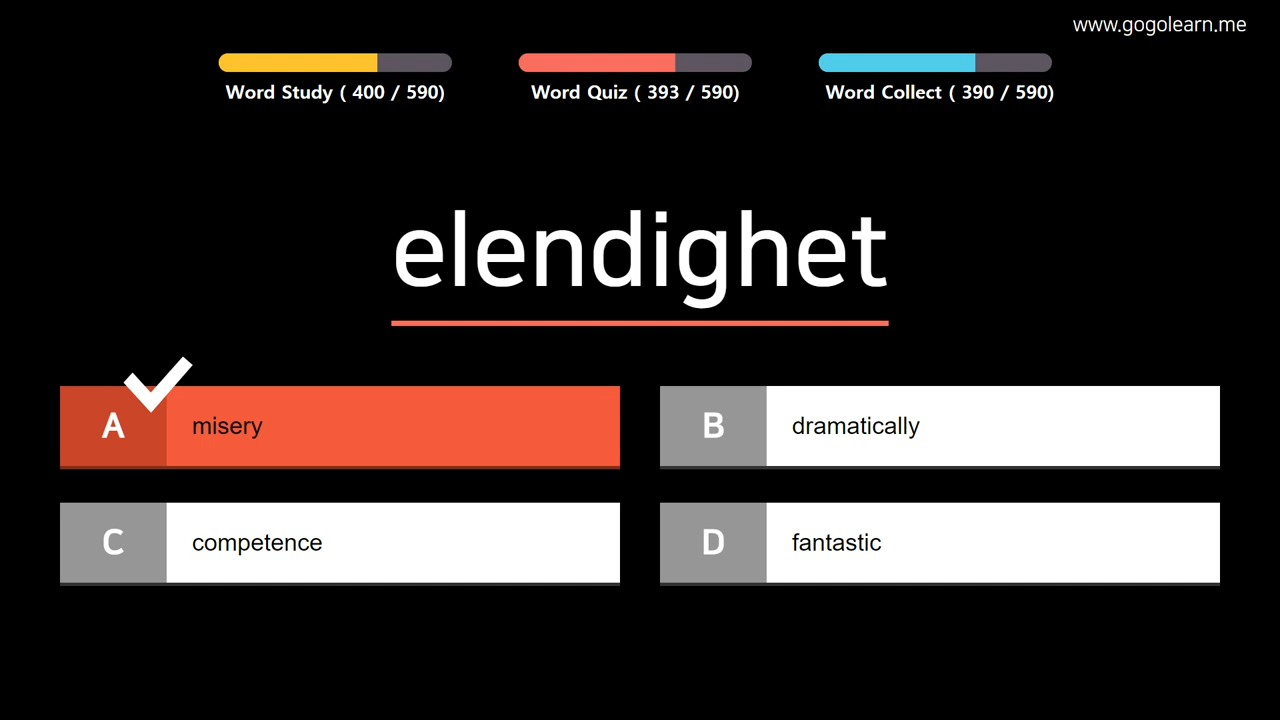 www.gogolearn.me
Word Study ( 400 / 590)
Word Quiz ( 393 / 590)
Word Collect ( 390 / 590)
elendighet
A misery
B dramatically
C competence
D fantastic